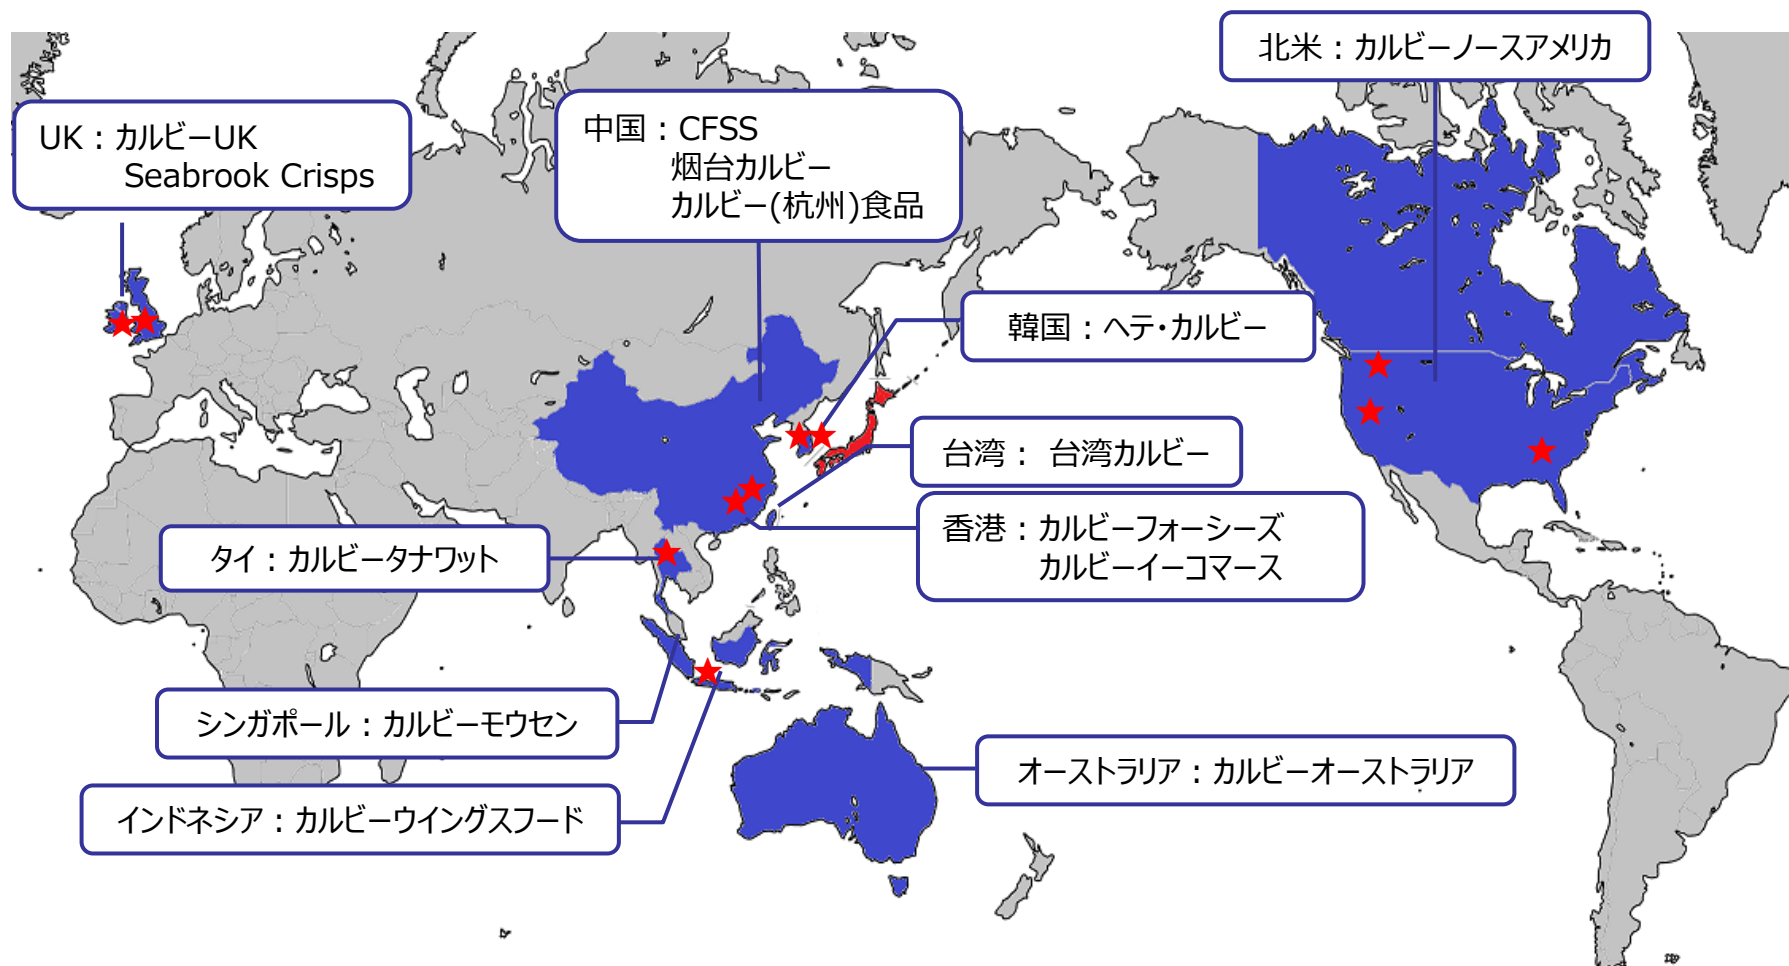 北米：カルビーノースアメリカ
UK：カルビーUK
Seabrook Crisps
中国：CFSS
烟台カルビー
カルビー(杭州)食品
韓国：ヘテ・カルビー
台湾： 台湾カルビー
香港：カルビーフォーシーズ
カルビーイーコマース
タイ：カルビータナワット
シンガポール：カルビーモウセン
オーストラリア：カルビーオーストラリア
インドネシア：カルビーウイングスフード